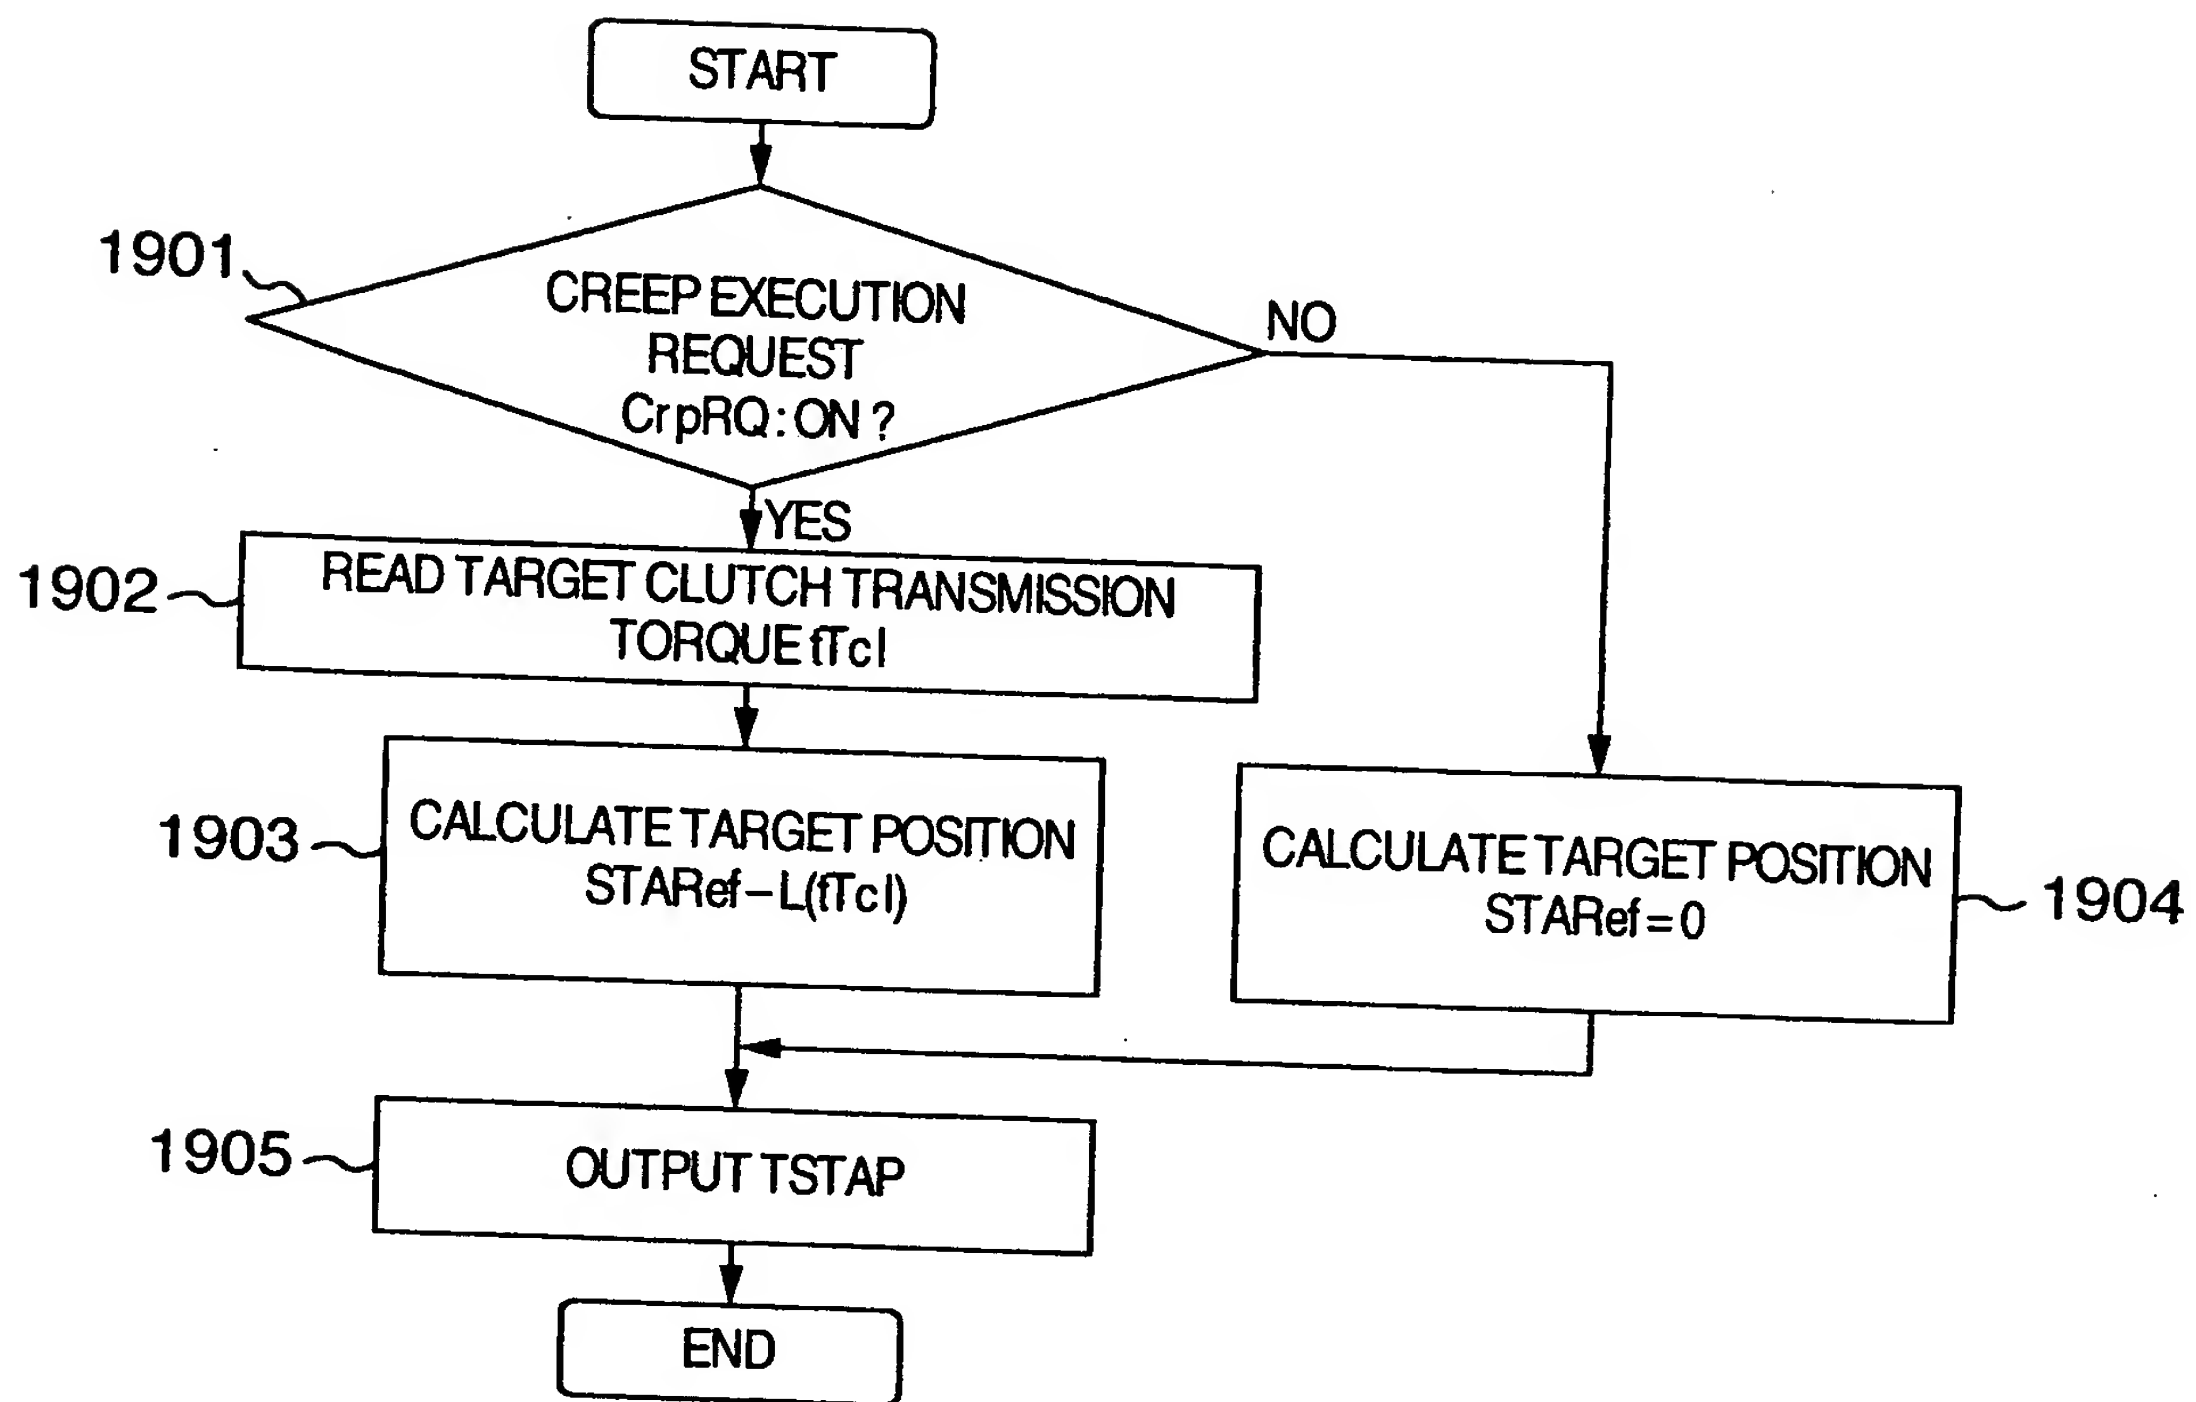 START
1901
CREEP EXECUTION
REQUEST
CrpRQ : ON ?
NO
YES
1902
READ TARGET CLUTCH TRANSMISSION
TORQUE fTcl
1903
CALCULATE TARGET POSITION
STARef – L(fTcl)
CALCULATE TARGET POSITION
STARef = 0
1904
1905
OUTPUT TSTAP
END